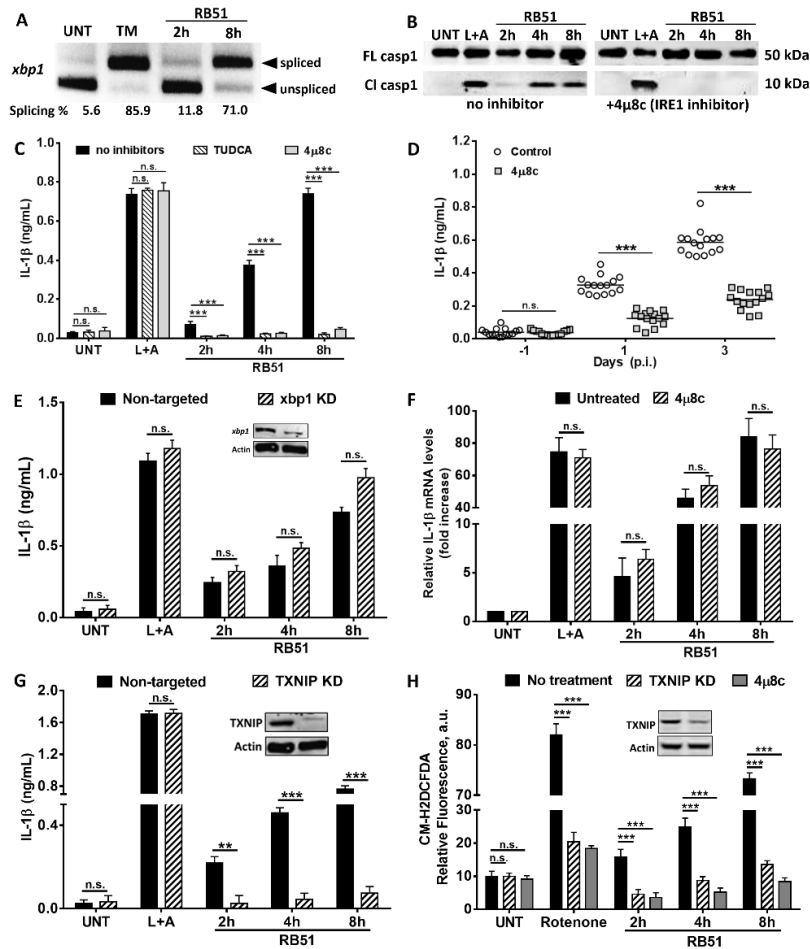 A
RB51
UNT TM 2h 8h
xbp1
spliced
unspliced
Splicing % 5.6 85.9 11.8 71.0
B
RB51 RB51
UNT L+A 2h 4h 8h UNT L+A 2h 4h 8h
FL casp1 50 kDa
Cl casp1 10 kDa
no inhibitor +4μ8c (IRE1 inhibitor)
C
no inhibitors TUDCA 4μ8c
IL-1β (ng/mL)
1.0
0.8
0.6
0.4
0.2
0.0
n.s. n.s.
n.s. n.s.
*** ***
*** ***
*** ***
UNT L+A 2h 4h 8h
RB51
D
Control
4μ8c
IL-1β (ng/mL)
1.2
1.0
0.8
0.6
0.4
0.2
0.0
n.s. *** ***
-1 1 3
Days (p.i.)
E
Non-targeted xbp1 KD
xbp1
Actin
IL-1β (ng/mL)
1.5
1.2
0.9
0.6
0.3
0.0
n.s. n.s. n.s. n.s. n.s.
UNT L+A 2h 4h 8h
RB51
F
Untreated 4μ8c
Relative IL-1β mRNA levels
(fold increase)
100
80
60
40
10
5
0
n.s. n.s. n.s. n.s.
UNT L+A 2h 4h 8h
RB51
G
Non-targeted TXNIP KD
TXNIP
Actin
IL-1β (ng/mL)
2.0
1.6
1.2
0.8
0.4
0.0
n.s. n.s. ** *** ***
UNT L+A 2h 4h 8h
RB51
H
No treatment TXNIP KD 4μ8c
TXNIP
Actin
CM-H2DCFDA
Relative Fluorescence, a.u.
90
80
70
30
20
10
0
n.s. n.s.
*** ***
*** ***
*** ***
*** ***
UNT Rotenone 2h 4h 8h
RB51